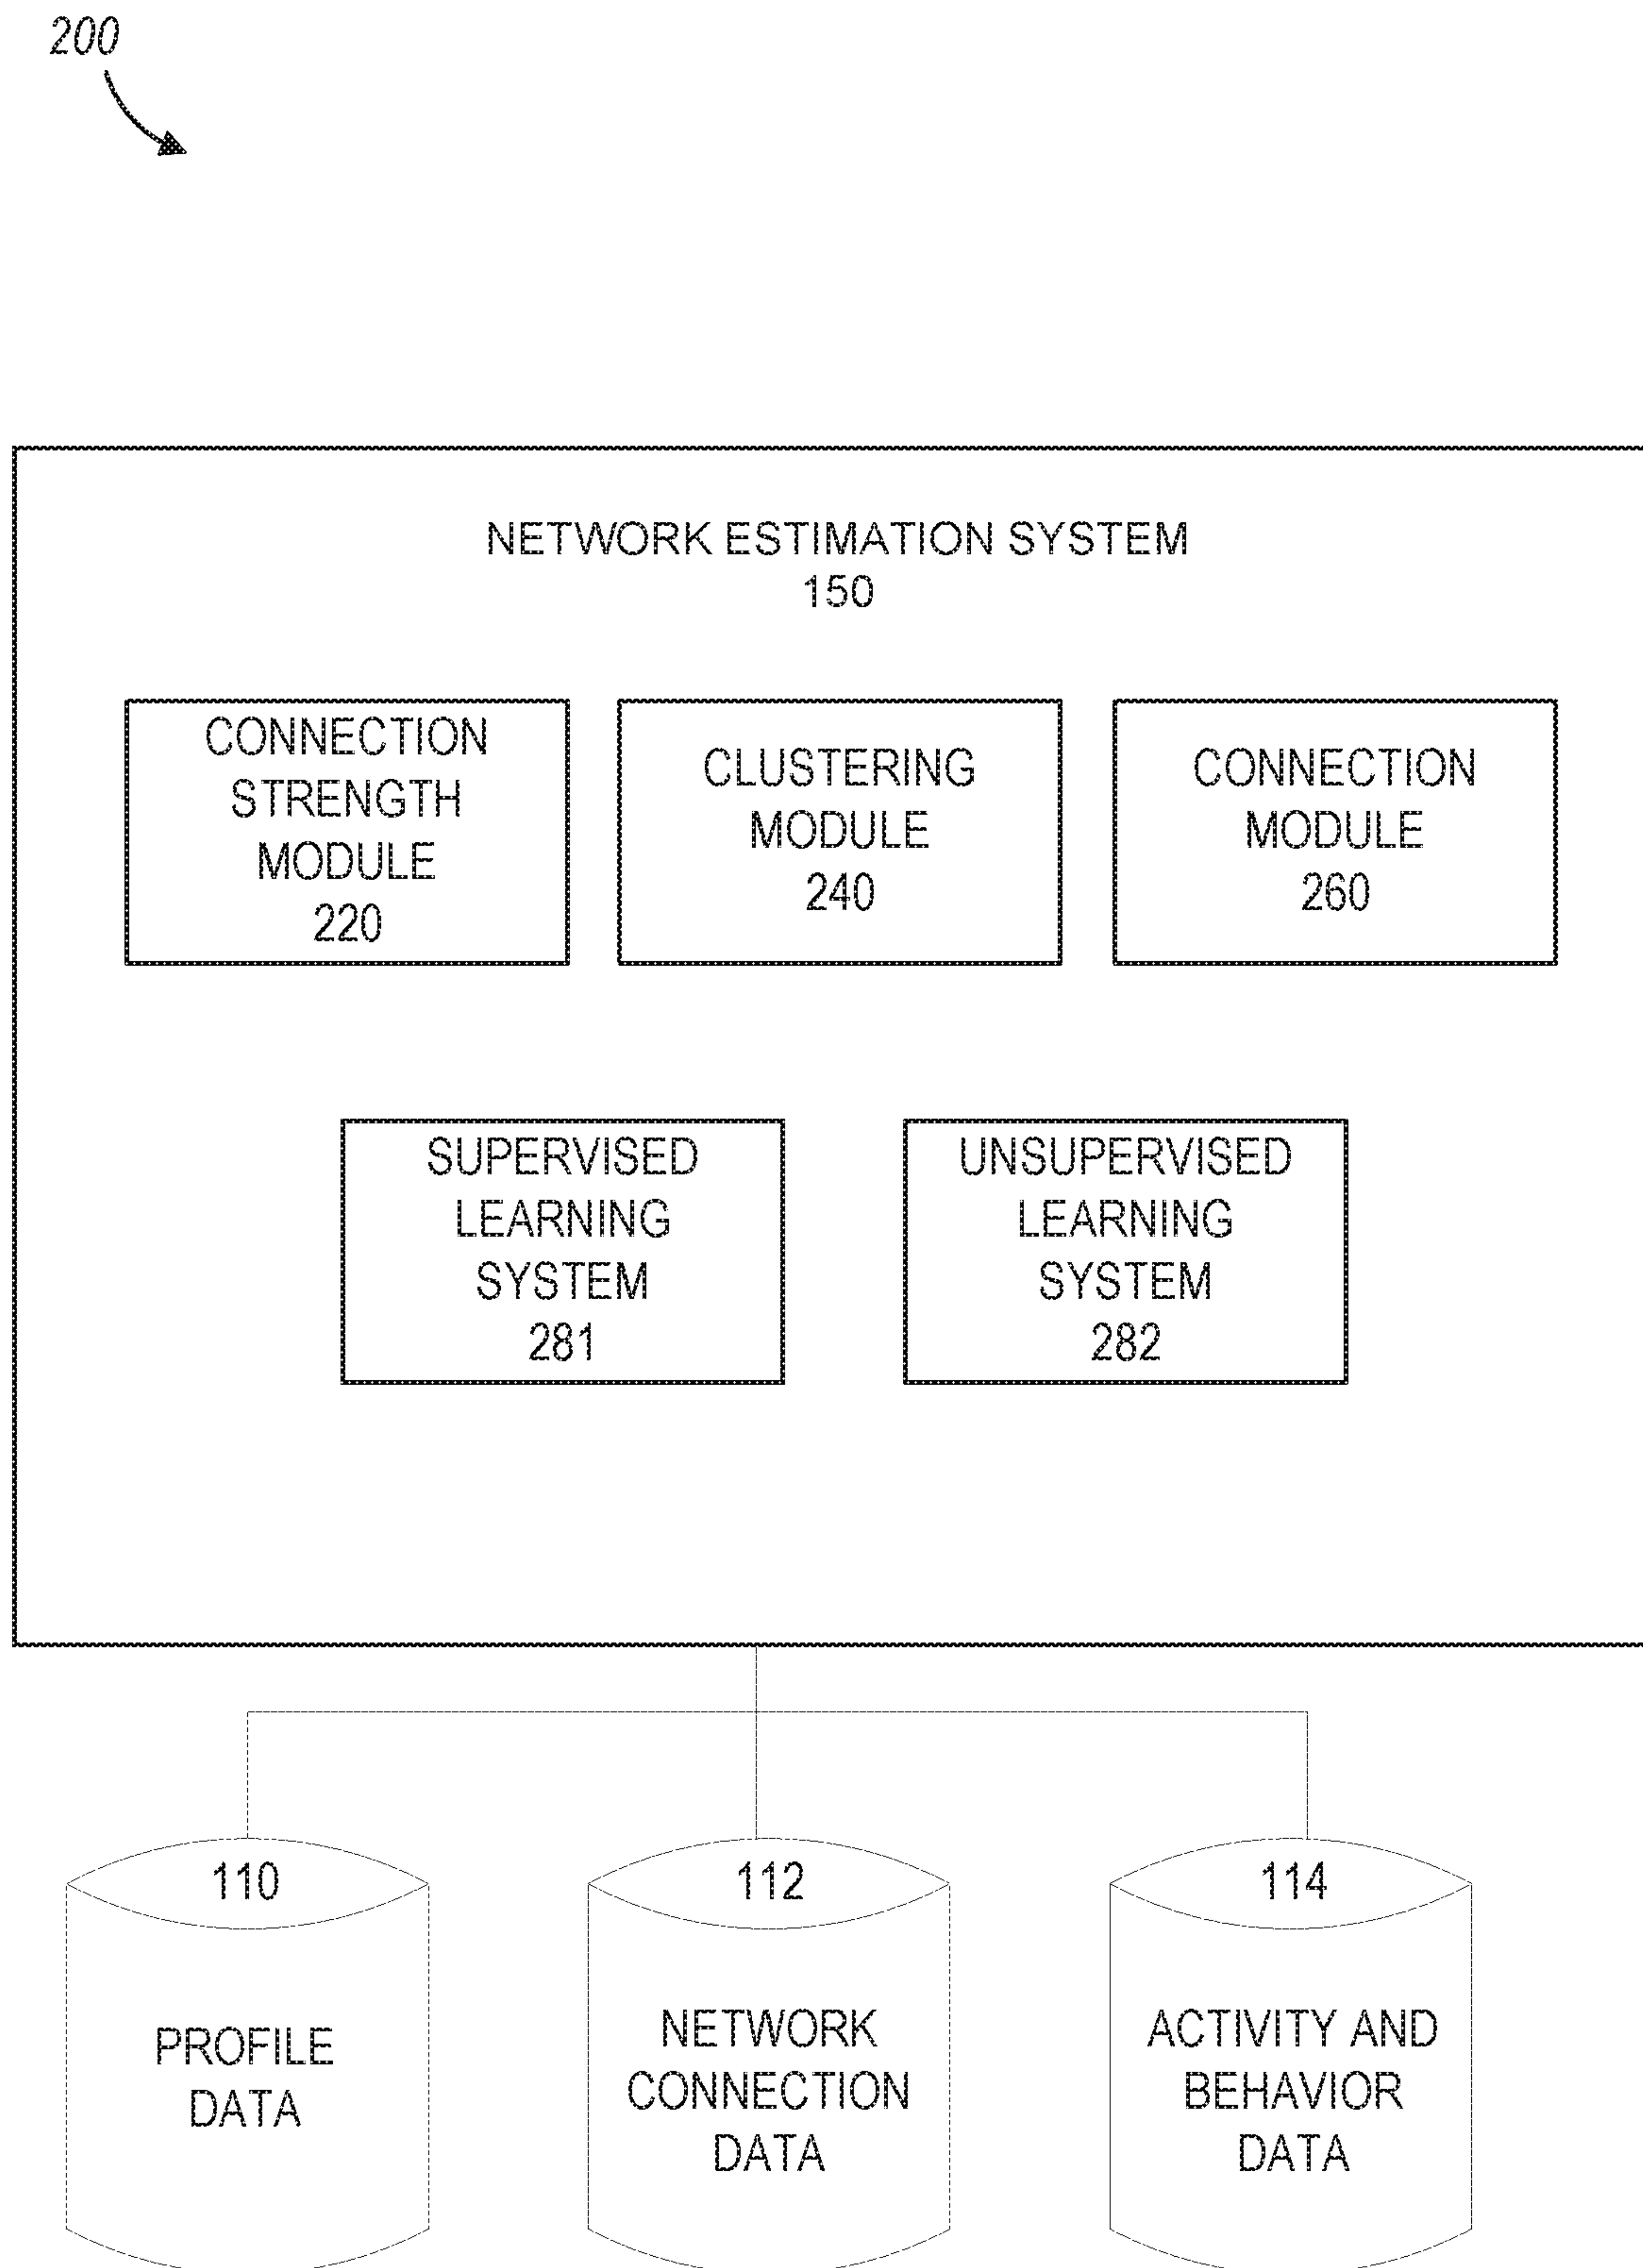 200
NETWORK ESTIMATION SYSTEM
150
CONNECTION
STRENGTH
MODULE
220
CLUSTERING
MODULE
240
CONNECTION
MODULE
260
SUPERVISED
LEARNING
SYSTEM
281
UNSUPERVISED
LEARNING
SYSTEM
282
110
PROFILE
DATA
112
NETWORK
CONNECTION
DATA
114
ACTIVITY AND
BEHAVIOR
DATA